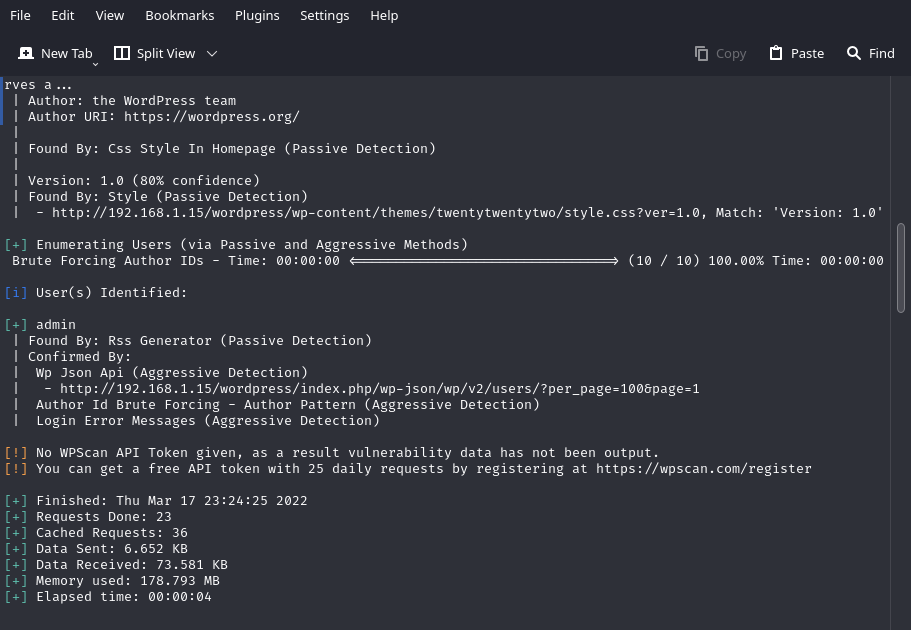 File Edit View Bookmarks Plugins Settings Help
New Tab Split View Copy Paste Find
rves a...
| Author: the WordPress team
| Author URI: https://wordpress.org/
|
| Found By: Css Style In Homepage (Passive Detection)
|
| Version: 1.0 (80% confidence)
| Found By: Style (Passive Detection)
|  - http://192.168.1.15/wordpress/wp-content/themes/twentytwentytwo/style.css?ver=1.0, Match: 'Version: 1.0'
[+] Enumerating Users (via Passive and Aggressive Methods)
Brute Forcing Author IDs - Time: 00:00:00 <==================================> (10 / 10) 100.00% Time: 00:00:00
[i] User(s) Identified:
[+] admin
| Found By: Rss Generator (Passive Detection)
| Confirmed By:
|  Wp Json Api (Aggressive Detection)
|   - http://192.168.1.15/wordpress/index.php/wp-json/wp/v2/users/?per_page=100&page=1
|  Author Id Brute Forcing - Author Pattern (Aggressive Detection)
|  Login Error Messages (Aggressive Detection)
[!] No WPScan API Token given, as a result vulnerability data has not been output.
[!] You can get a free API token with 25 daily requests by registering at https://wpscan.com/register
[+] Finished: Thu Mar 17 23:24:25 2022
[+] Requests Done: 23
[+] Cached Requests: 36
[+] Data Sent: 6.652 KB
[+] Data Received: 73.581 KB
[+] Memory used: 178.793 MB
[+] Elapsed time: 00:00:04